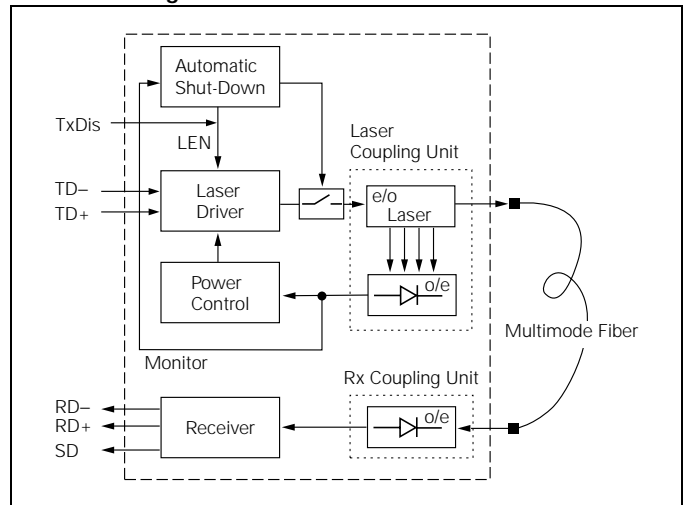 Automatic
Shut-Down
TxDis
LEN
Laser
Coupling Unit
TD−
TD+
Laser
Driver
e/o
Laser
o/e
Power
Control
Multimode Fiber
Monitor
Rx Coupling Unit
RD−
RD+
SD
Receiver
o/e